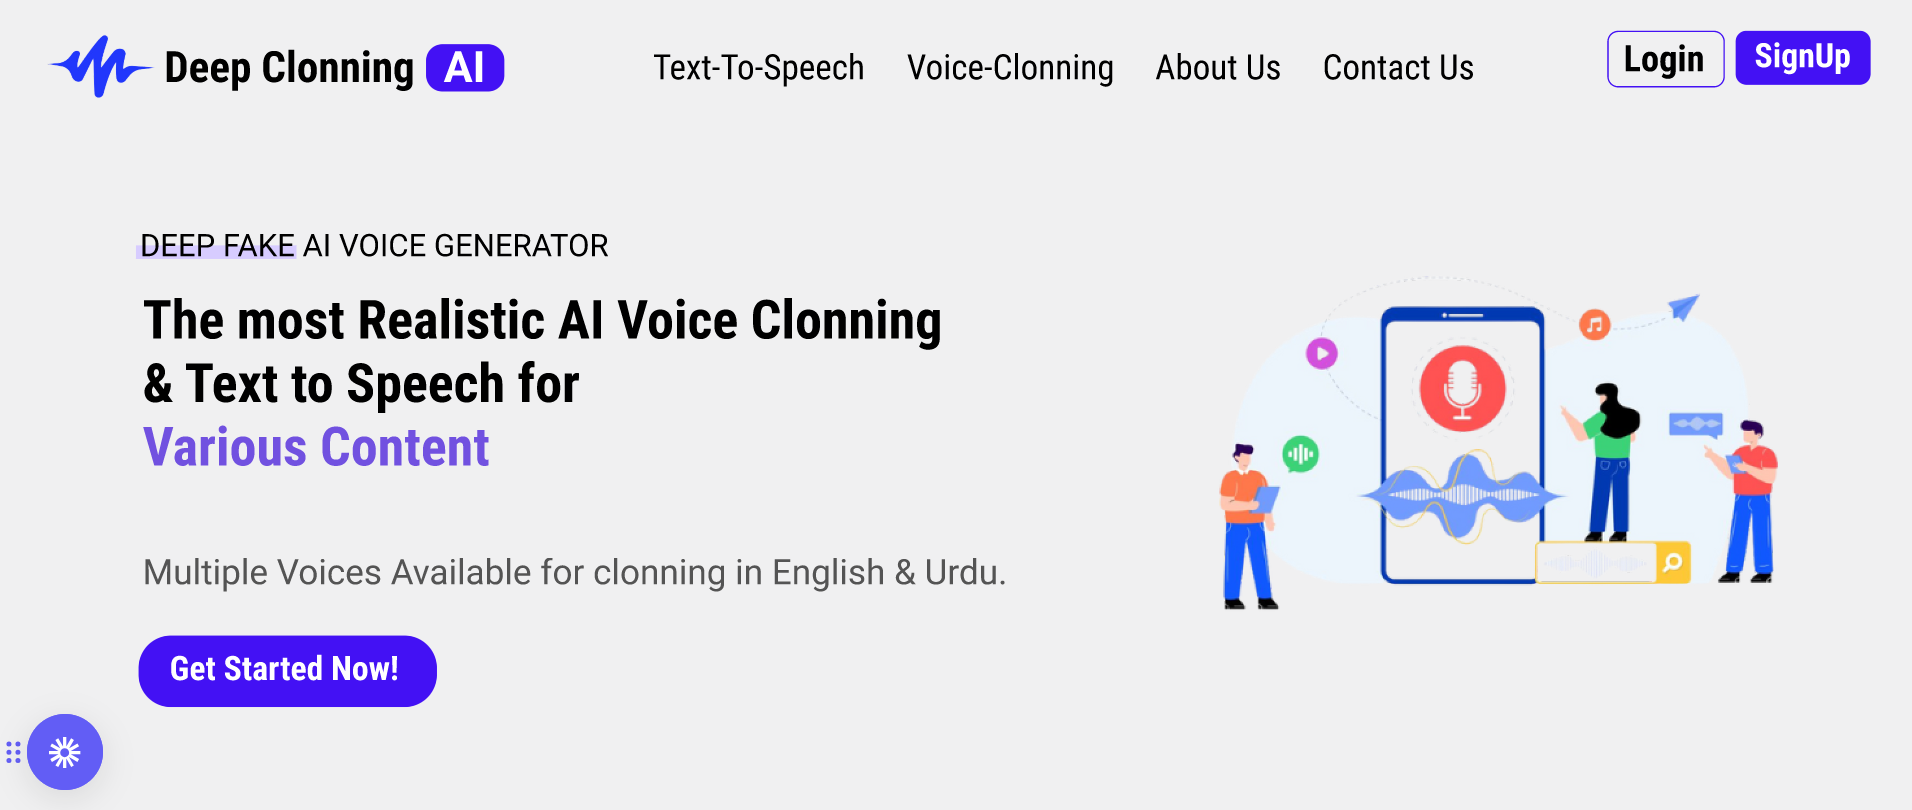 Deep Clonning AI
Text-To-Speech
Voice-Clonning
About Us
Contact Us
Login
SignUp
DEEP FAKE AI VOICE GENERATOR
The most Realistic AI Voice Clonning
& Text to Speech for
Various Content
Multiple Voices Available for clonning in English & Urdu.
Get Started Now!